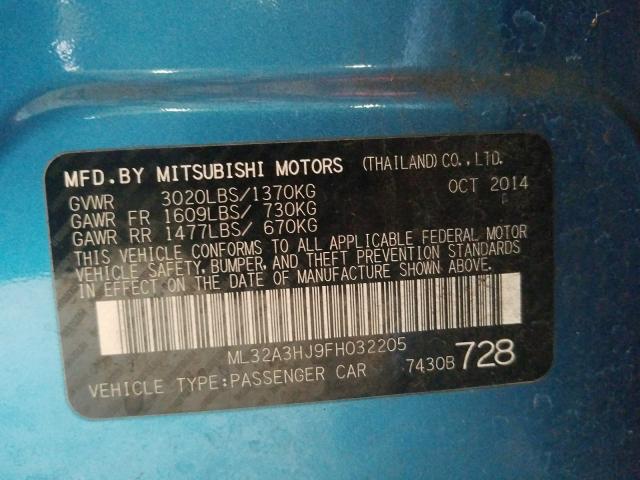 MFD.BY MITSUBISHI MOTORS (THAILAND)CO.,LTD.
GVWR 3020LBS/1370KG OCT 2014
GAWR FR 1609LBS/ 730KG
GAWR RR 1477LBS/ 670KG
THIS VEHICLE CONFORMS TO ALL APPLICABLE FEDERAL MOTOR
VEHICLE SAFETY, BUMPER, AND THEFT PREVENTION STANDARDS
IN EFFECT ON THE DATE OF MANUFACTURE SHOWN ABOVE.
ML32A3HJ9FH032205
VEHICLE TYPE:PASSENGER CAR 7430B 728